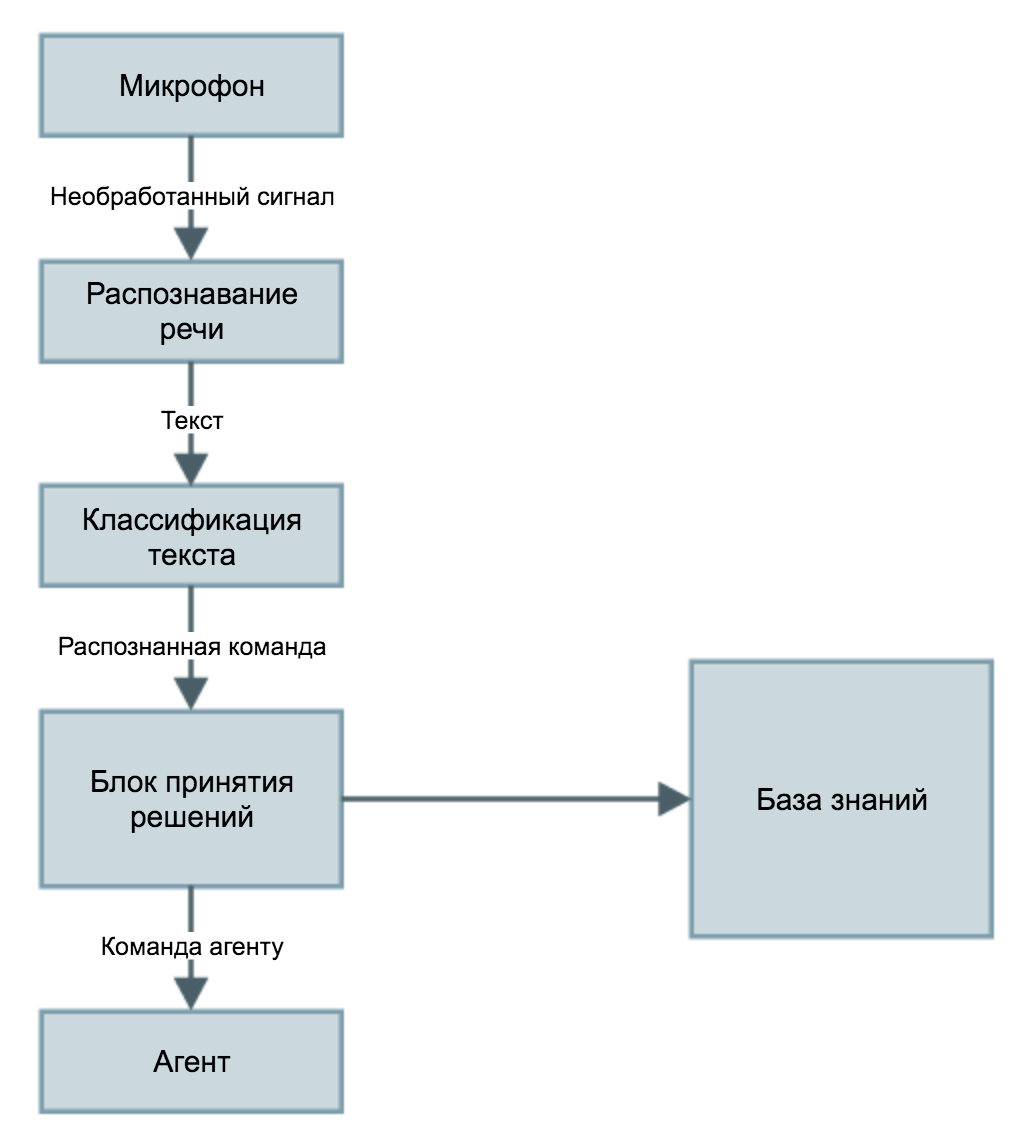 Микрофон
Необработанный сигнал
Распознавание
речи
Текст
Классификация
текста
Распознанная команда
Блок принятия
решений
База знаний
Команда агенту
Агент